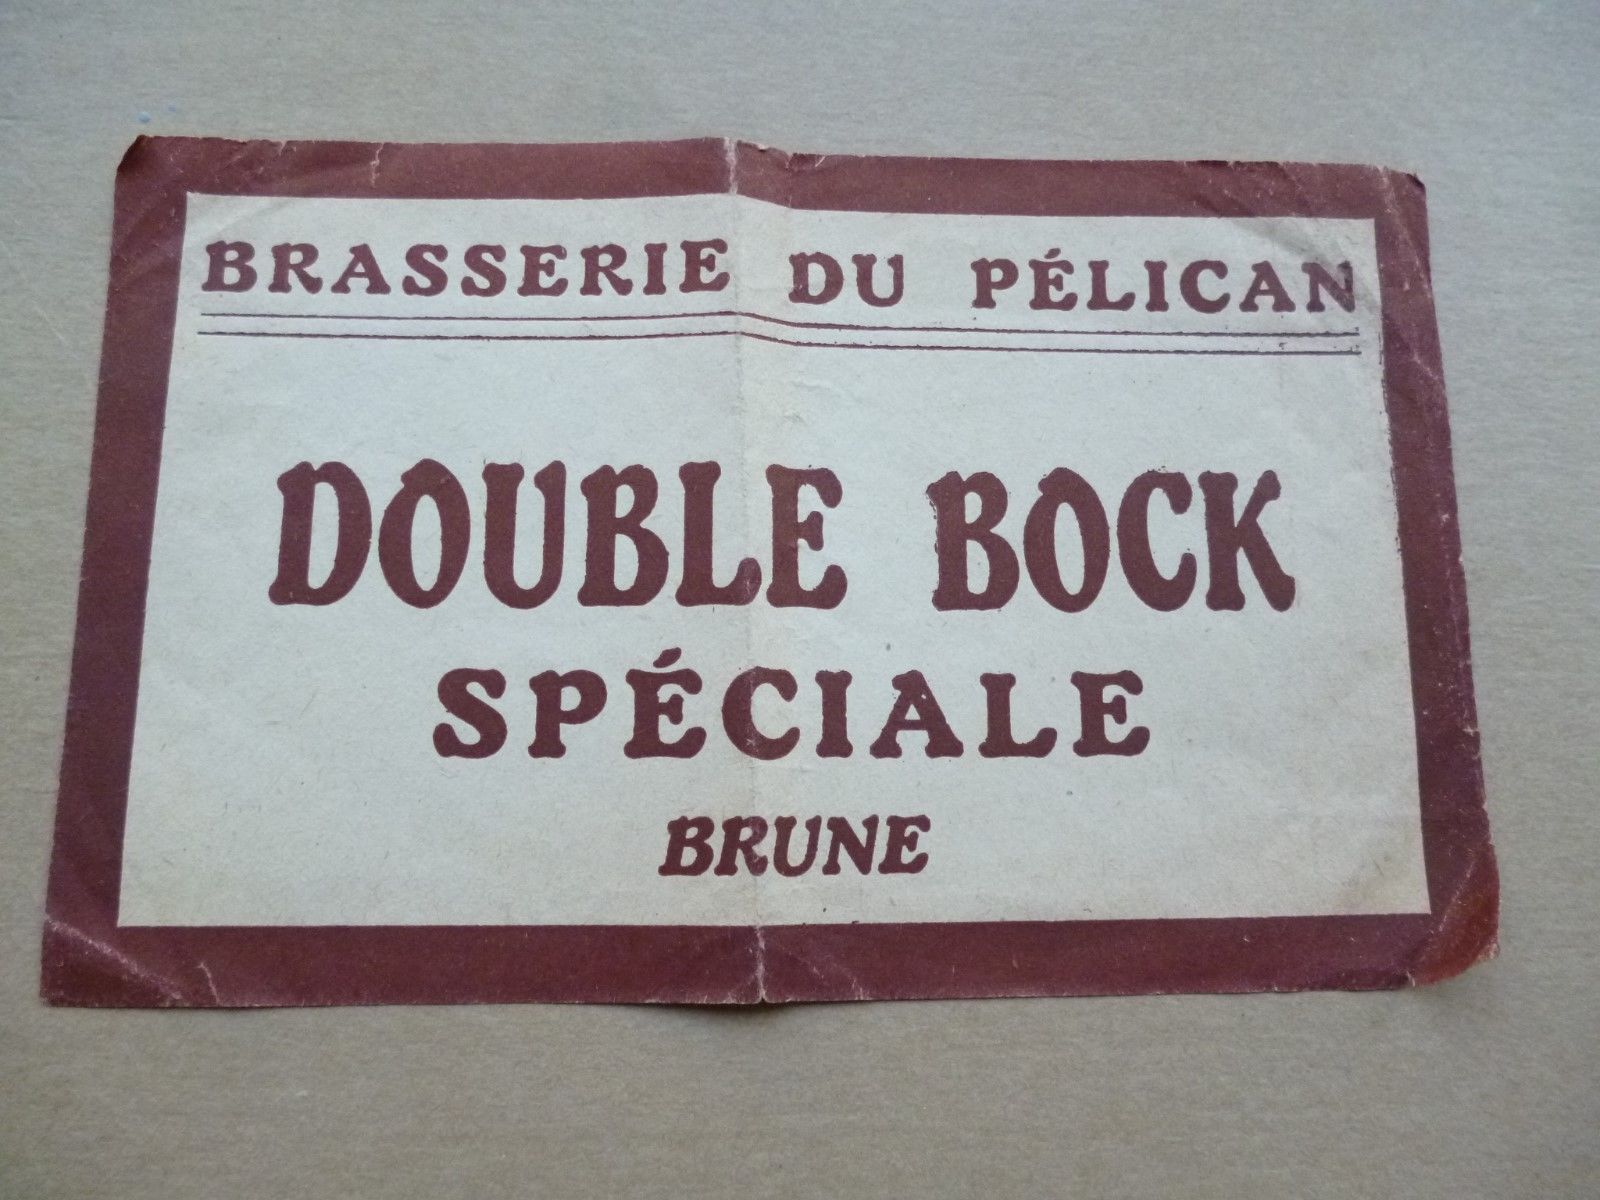 BRASSERIE DU PÉLICAN
DOUBLE BOCK
SPÉCIALE
BRUNE